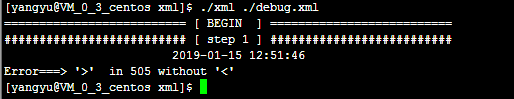 [yangyu@VM_0_3_centos xml]$ ./xml ./debug.xml
========================== [ BEGIN  ] ==========================
########################## [ step 1 ] ##########################
2019-01-15 12:51:46
Error===> '>'  in 505 without '<'
[yangyu@VM_0_3_centos xml]$